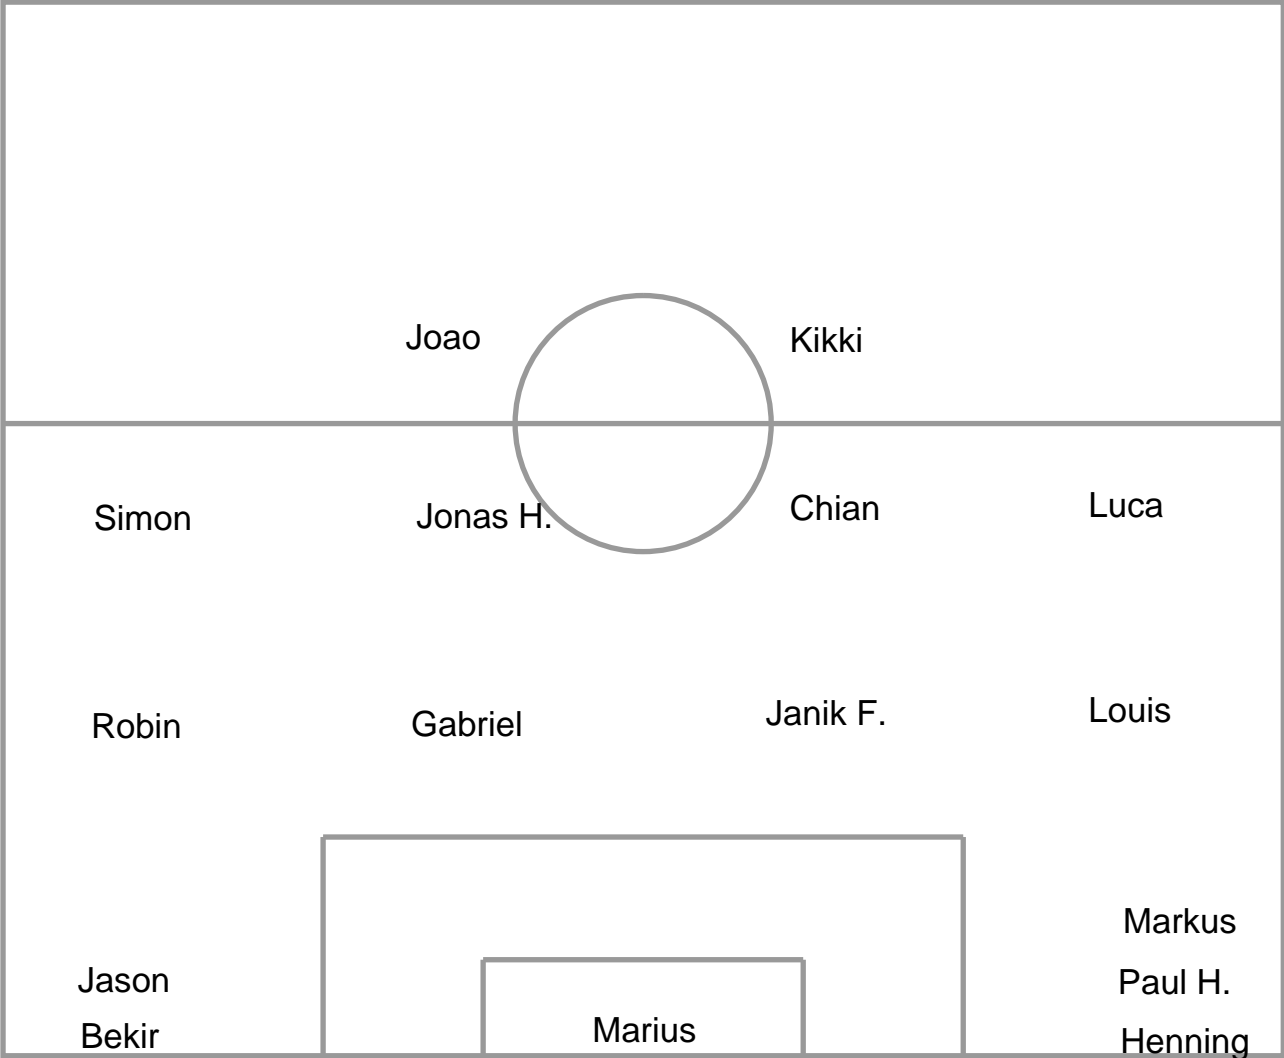 Joao
Kikki
Simon
Jonas H.
Chian
Luca
Robin
Gabriel
Janik F.
Louis
Markus
Jason
Paul H.
Bekir
Marius
Henning